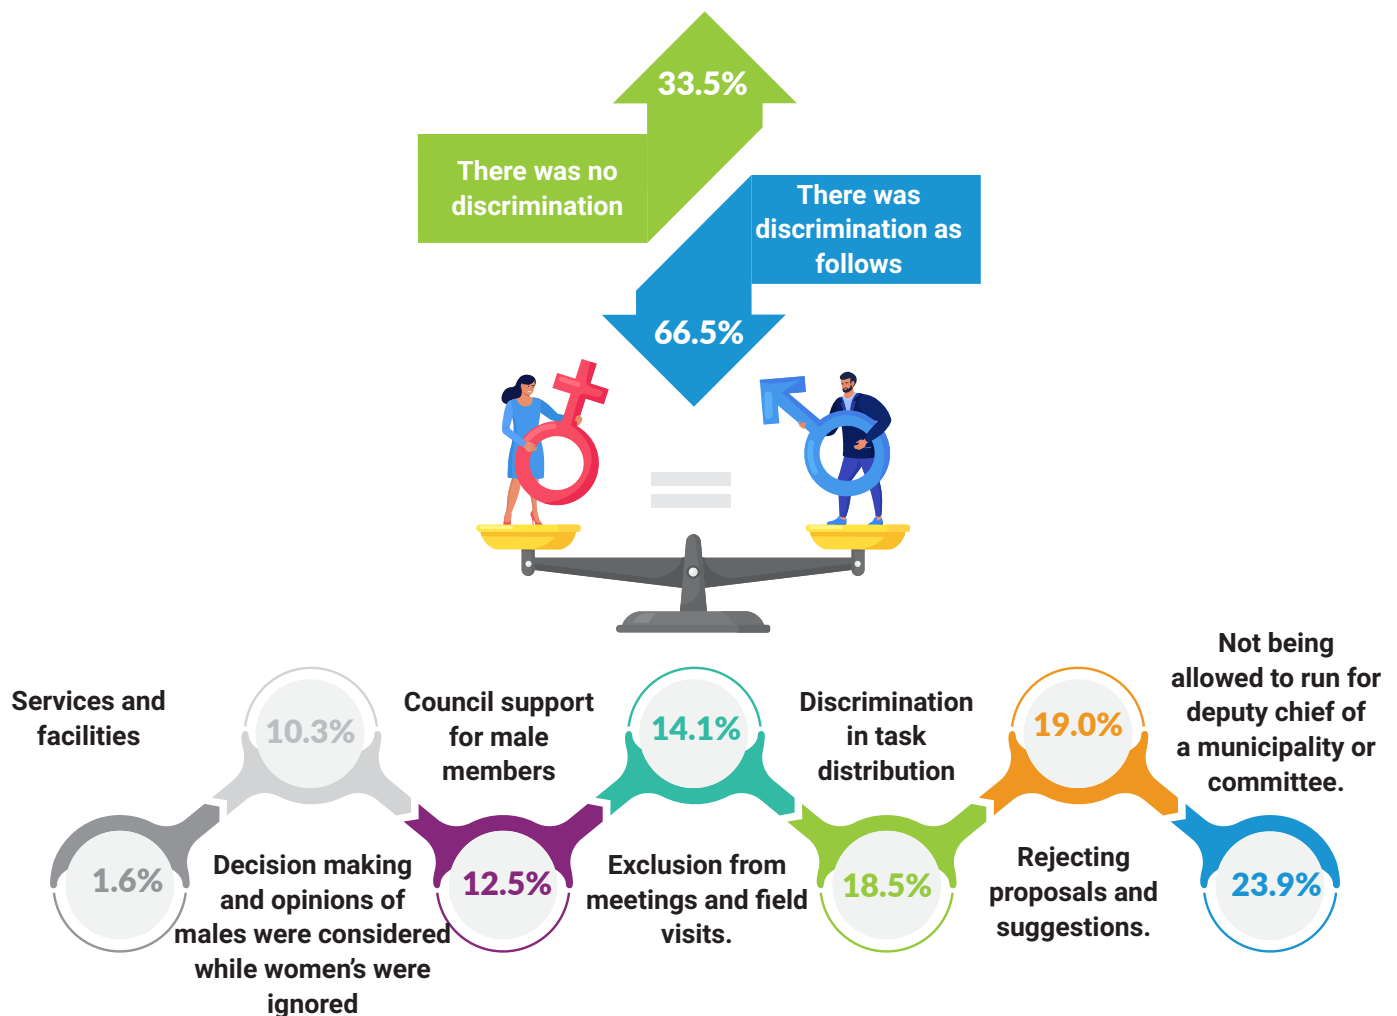 33.5%
There was no
discrimination
There was
discrimination as
follows
66.5%
Services and
facilities
1.6%
10.3%
Decision making
and opinions of
males were considered
while women's were
ignored
Council support
for male
members
12.5%
14.1%
Exclusion from
meetings and field
visits.
Discrimination
in task
distribution
18.5%
19.0%
Rejecting
proposals and
suggestions.
Not being
allowed to run for
deputy chief of
a municipality or
committee.
23.9%